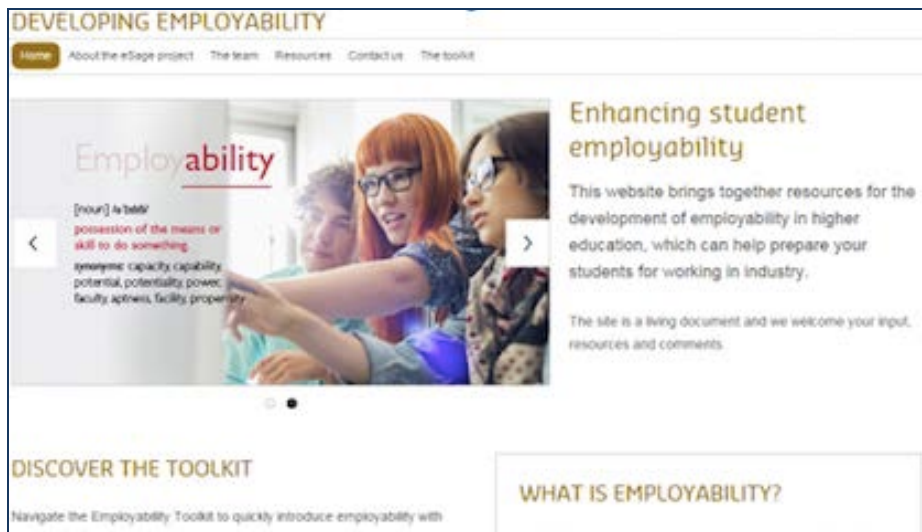 DEVELOPING EMPLOYABILITY
Home About the eSage project The team Resources Contact us The toolkit
Employability
[noun] /əˈbɪlɪti/
possession of the means or
skill to do something.
synonyms: capacity, capability,
potential, potentiality, power,
faculty, aptness, facility, propensity
Enhancing student
employability
This website brings together resources for the
development of employability in higher
education, which can help prepare your
students for working in industry.
The site is a living document and we welcome your input,
resources and comments
DISCOVER THE TOOLKIT
Navigate the Employability Toolkit to quickly introduce employability with
WHAT IS EMPLOYABILITY?